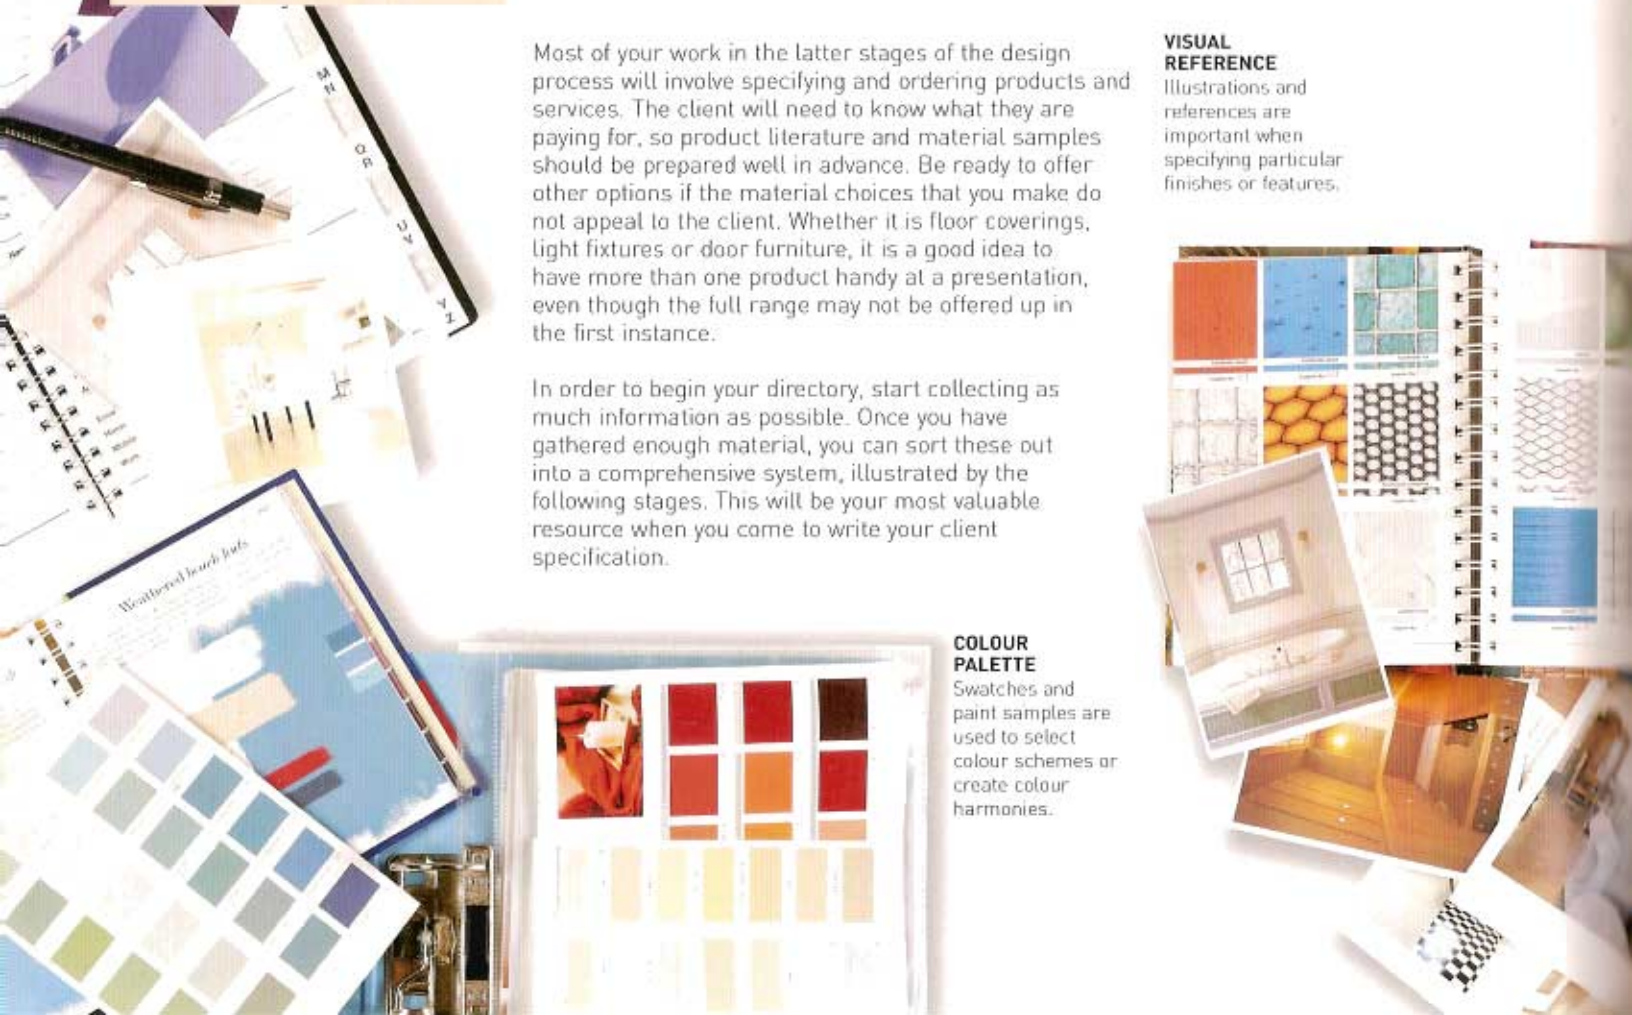 Most of your work in the latter stages of the design
process will involve specifying and ordering products and
services. The client will need to know what they are
paying for, so product literature and material samples
should be prepared well in advance. Be ready to offer
other options if the material choices that you make do
not appeal to the client. Whether it is floor coverings,
light fixtures or door furniture, it is a good idea to
have more than one product handy at a presentation,
even though the full range may not be offered up in
the first instance.
In order to begin your directory, start collecting as
much information as possible. Once you have
gathered enough material, you can sort these out
into a comprehensive system, illustrated by the
following stages. This will be your most valuable
resource when you come to write your client
specification.
VISUAL
REFERENCE
Illustrations and
references are
important when
specifying particular
finishes or features.
COLOUR
PALETTE
Swatches and
paint samples are
used to select
colour schemes or
create colour
harmonies.
M
N
Q
R
U
V
Y
Z
Weathered beach huts